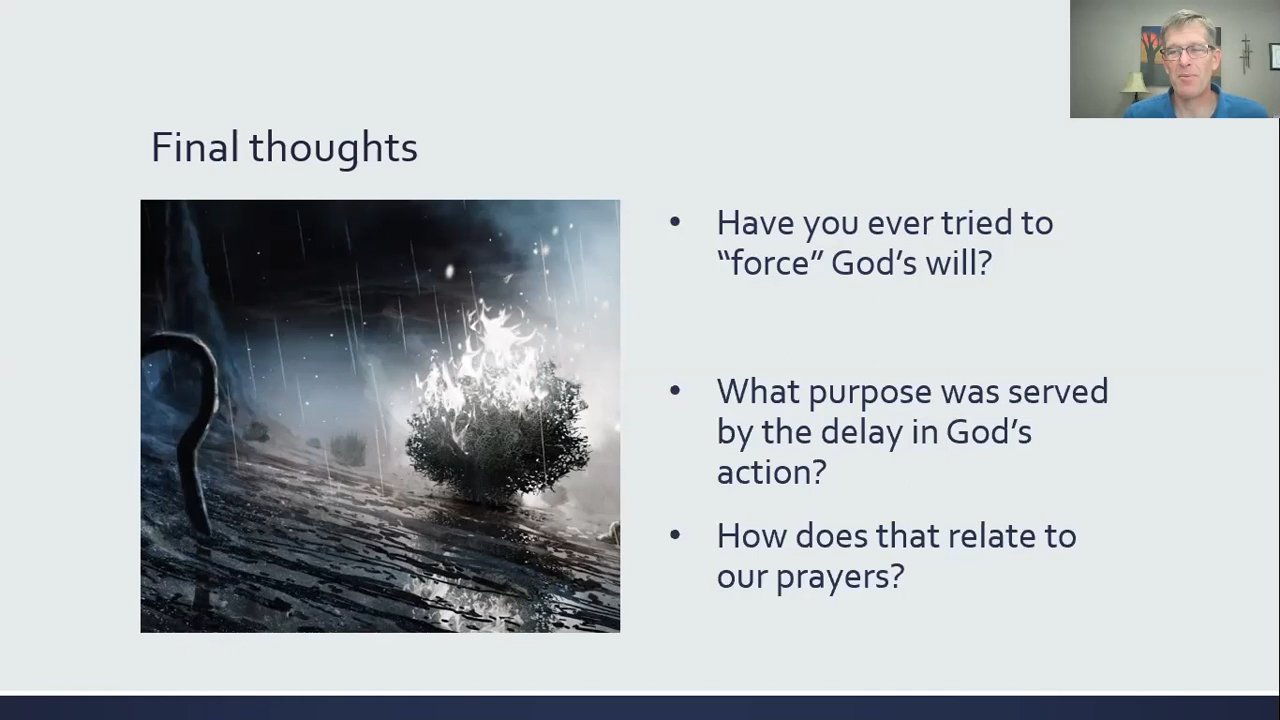 Final thoughts
• Have you ever tried to
“force” God’s will?
• What purpose was served
by the delay in God’s
action?
• How does that relate to
our prayers?